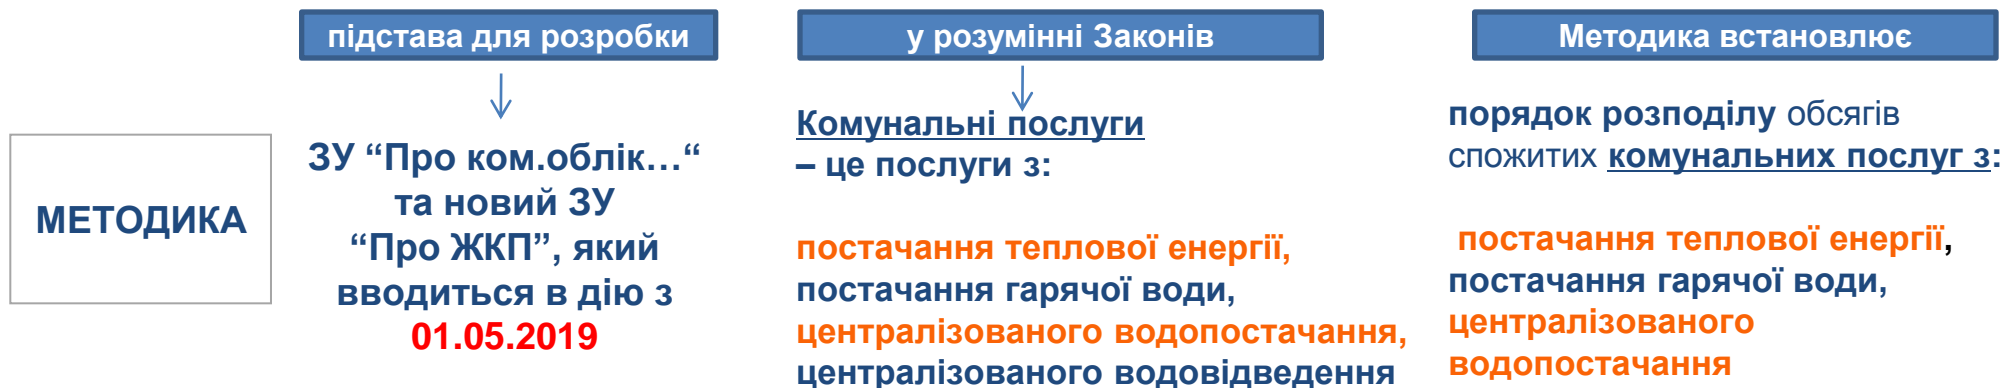 МЕТОДИКА
підстава для розробки
ЗУ “Про ком.облік…“
та новий ЗУ
“Про ЖКП”, який
вводиться в дію з
01.05.2019
у розумінні Законів
Комунальні послуги
– це послуги з:
постачання теплової енергії,
постачання гарячої води,
централізованого водопостачання,
централізованого водовідведення
Методика встановлює
порядок розподілу обсягів
спожитих комунальних послуг з:
постачання теплової енергії,
постачання гарячої води,
централізованого
водопостачання